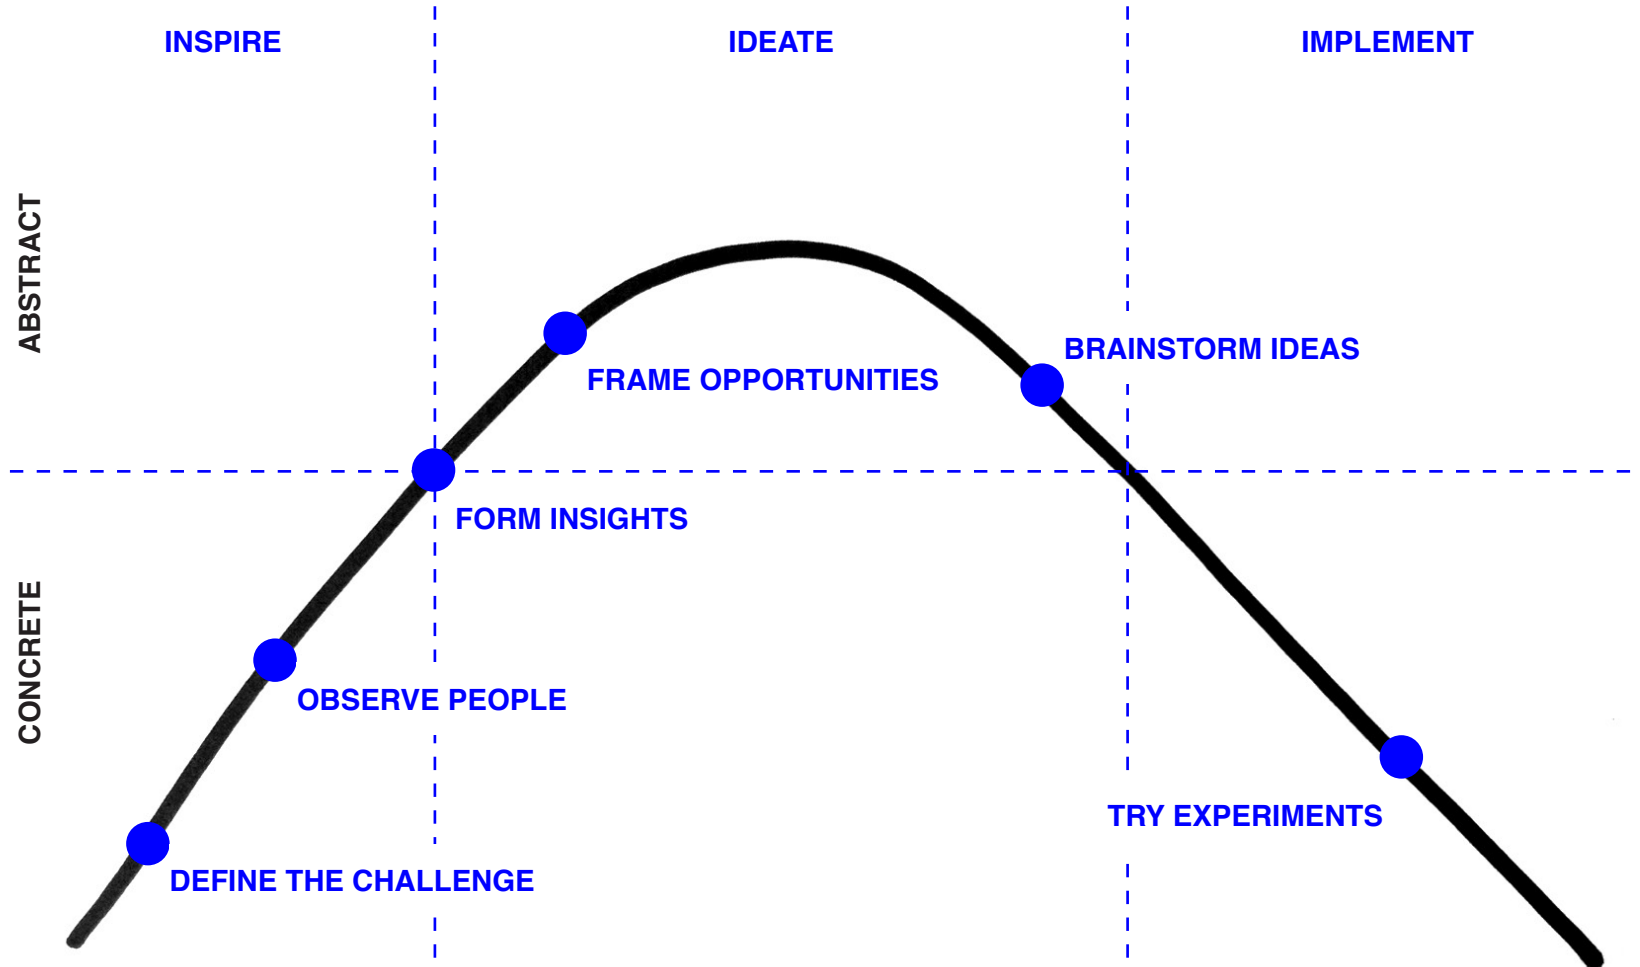 INSPIRE
IDEATE
IMPLEMENT
ABSTRACT
BRAINSTORM IDEAS
FRAME OPPORTUNITIES
FORM INSIGHTS
CONCRETE
OBSERVE PEOPLE
TRY EXPERIMENTS
DEFINE THE CHALLENGE